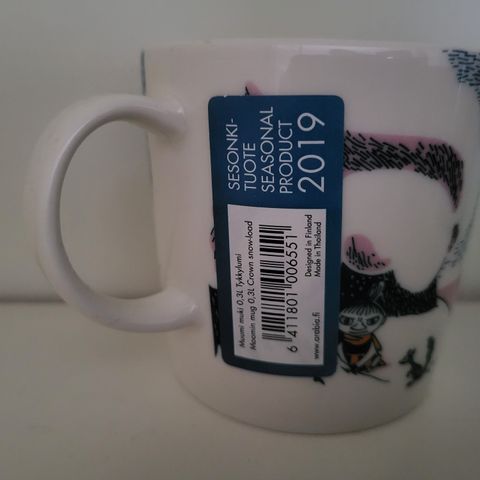 SESONKI-
TUOTE
SEASONAL
PRODUCT
2019
Muumi muki 0,3L Tykkylumi
Moomin mug 0,3L Crown snow-load
6 411801 006551
Designed in Finland
Made in Thailand
www.arabia.fi